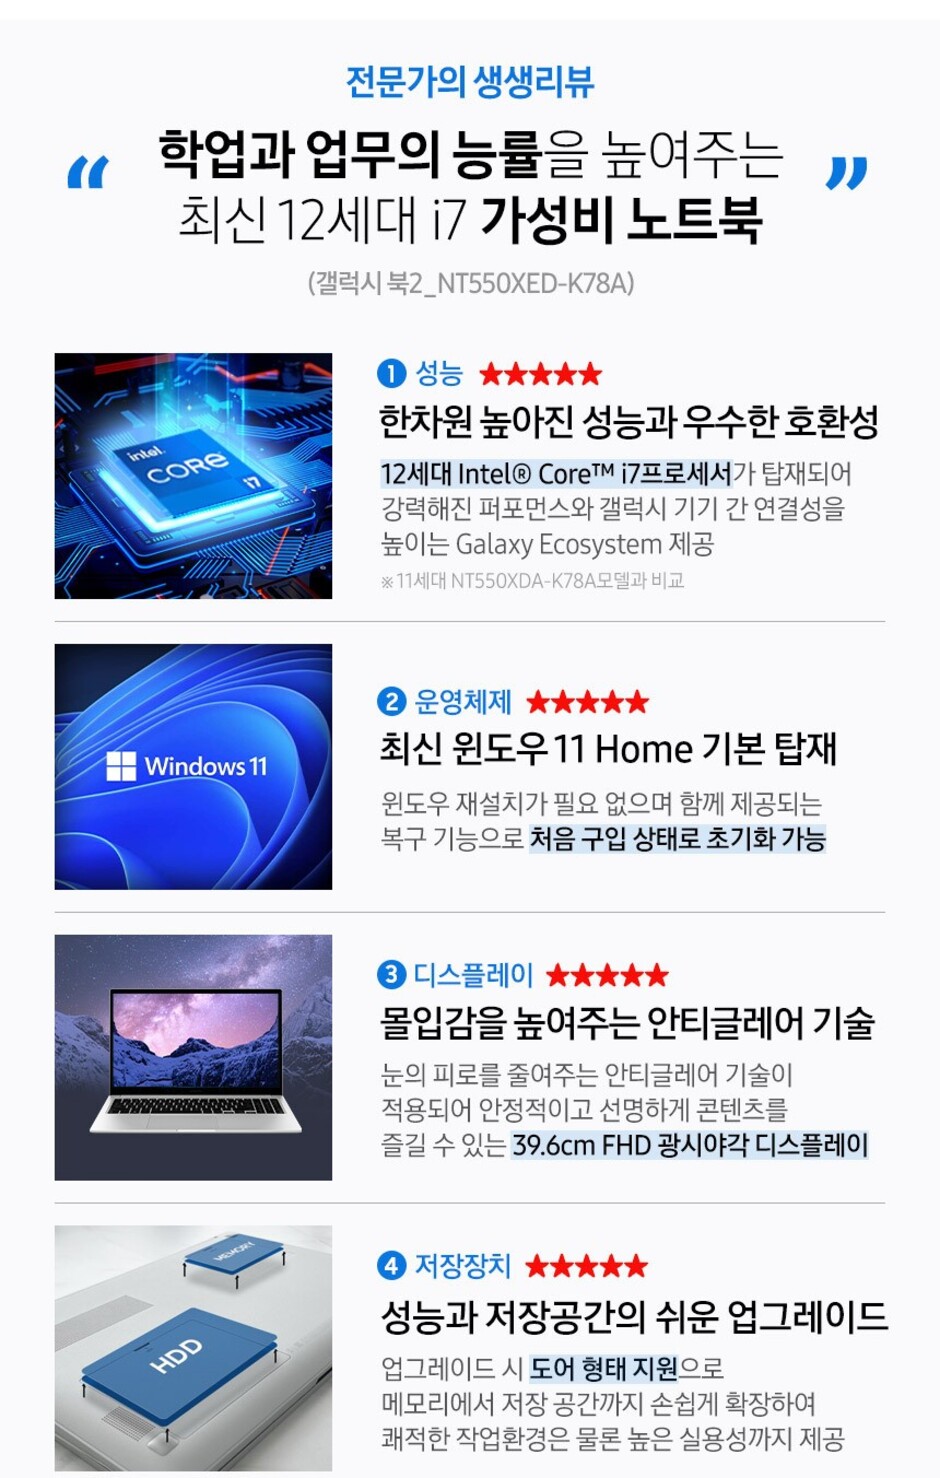 전문가의 생생리뷰
“ 학업과 업무의 능률을 높여주는 ”
최신 12세대 i7 가성비 노트북
(갤럭시 북2_NT550XED-K78A)
intel.
CORE
i7
1 성능 ★★★★★
한차원 높아진 성능과 우수한 호환성
12세대 Intel® Core™ i7프로세서가 탑재되어
강력해진 퍼포먼스와 갤럭시 기기 간 연결성을
높이는 Galaxy Ecosystem 제공
※ 11세대 NT550XDA-K78A모델과 비교
Windows 11
2 운영체제 ★★★★★
최신 윈도우 11 Home 기본 탑재
윈도우 재설치가 필요 없으며 함께 제공되는
복구 기능으로 처음 구입 상태로 초기화 가능
3 디스플레이 ★★★★★
몰입감을 높여주는 안티글레어 기술
눈의 피로를 줄여주는 안티글레어 기술이
적용되어 안정적이고 선명하게 콘텐츠를
즐길 수 있는 39.6cm FHD 광시야각 디스플레이
MEMORY
HDD
4 저장장치 ★★★★★
성능과 저장공간의 쉬운 업그레이드
업그레이드 시 도어 형태 지원으로
메모리에서 저장 공간까지 손쉽게 확장하여
쾌적한 작업환경은 물론 높은 실용성까지 제공